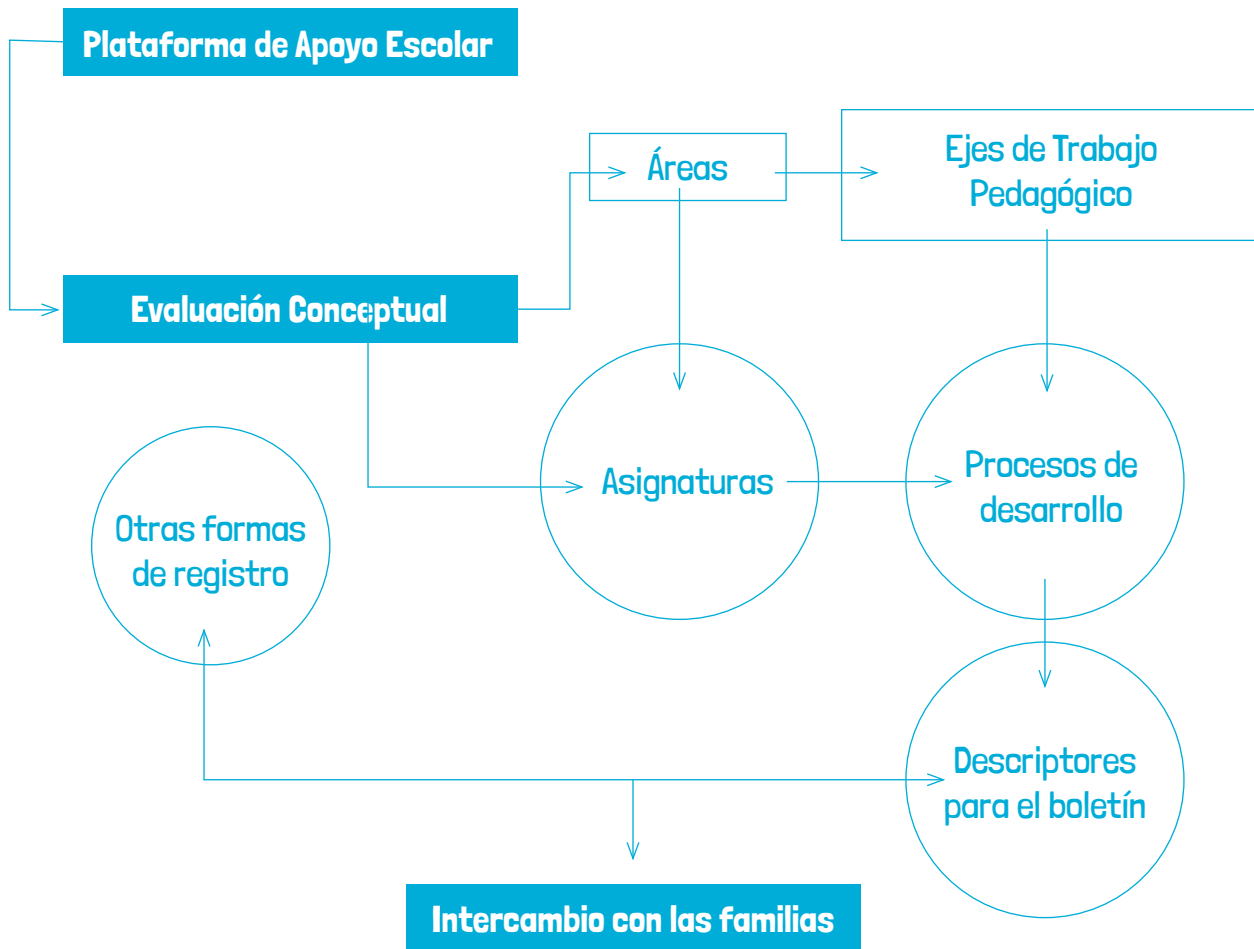 Plataforma de Apoyo Escolar
Áreas
Ejes de Trabajo
Pedagógico
Evaluación Conceptual
Asignaturas
Procesos de
desarrollo
Otras formas
de registro
Descriptores
para el boletín
Intercambio con las familias